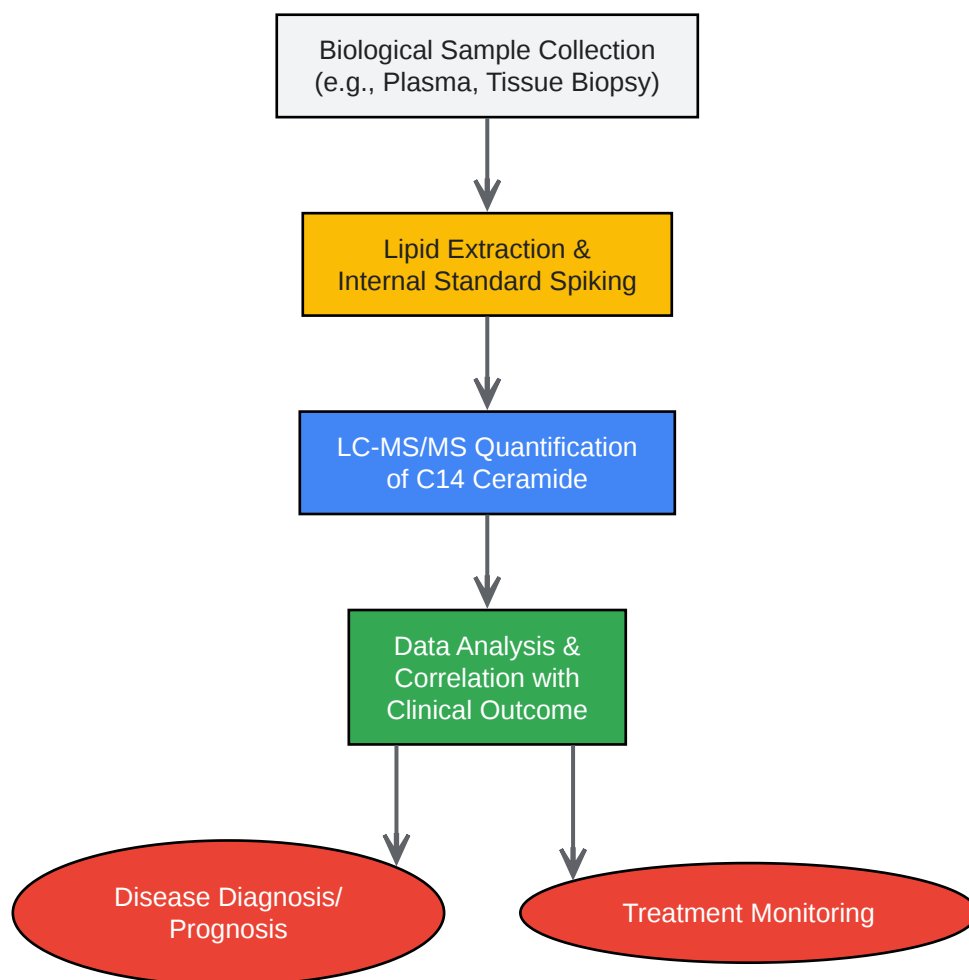 Biological Sample Collection
(e.g., Plasma, Tissue Biopsy)
Lipid Extraction &
Internal Standard Spiking
LC-MS/MS Quantification
of C14 Ceramide
Data Analysis &
Correlation with
Clinical Outcome
Disease Diagnosis/
Prognosis
Treatment Monitoring